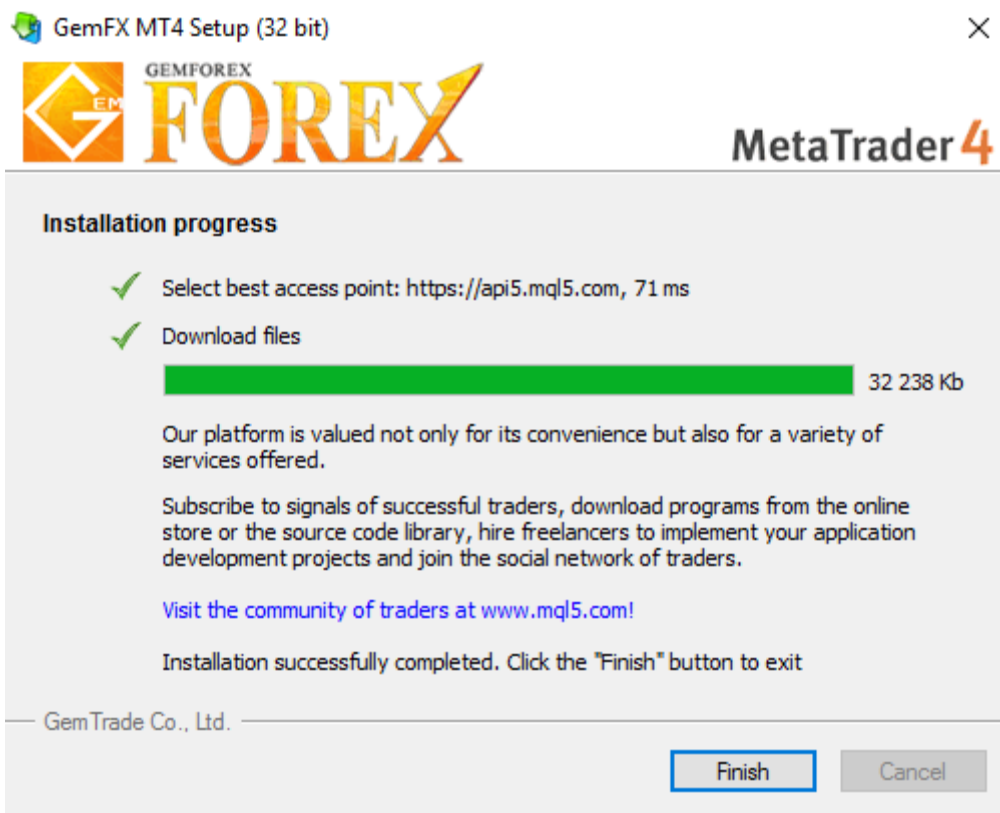 GemFX MT4 Setup (32 bit)
GEM
GEMFOREX
FOREX
MetaTrader 4
Installation progress
Select best access point: https://api5.mql5.com, 71 ms
Download files
32 238 Kb
Our platform is valued not only for its convenience but also for a variety of
services offered.
Subscribe to signals of successful traders, download programs from the online
store or the source code library, hire freelancers to implement your application
development projects and join the social network of traders.
Visit the community of traders at www.mql5.com!
Installation successfully completed. Click the "Finish" button to exit
GemTrade Co., Ltd.
Finish Cancel